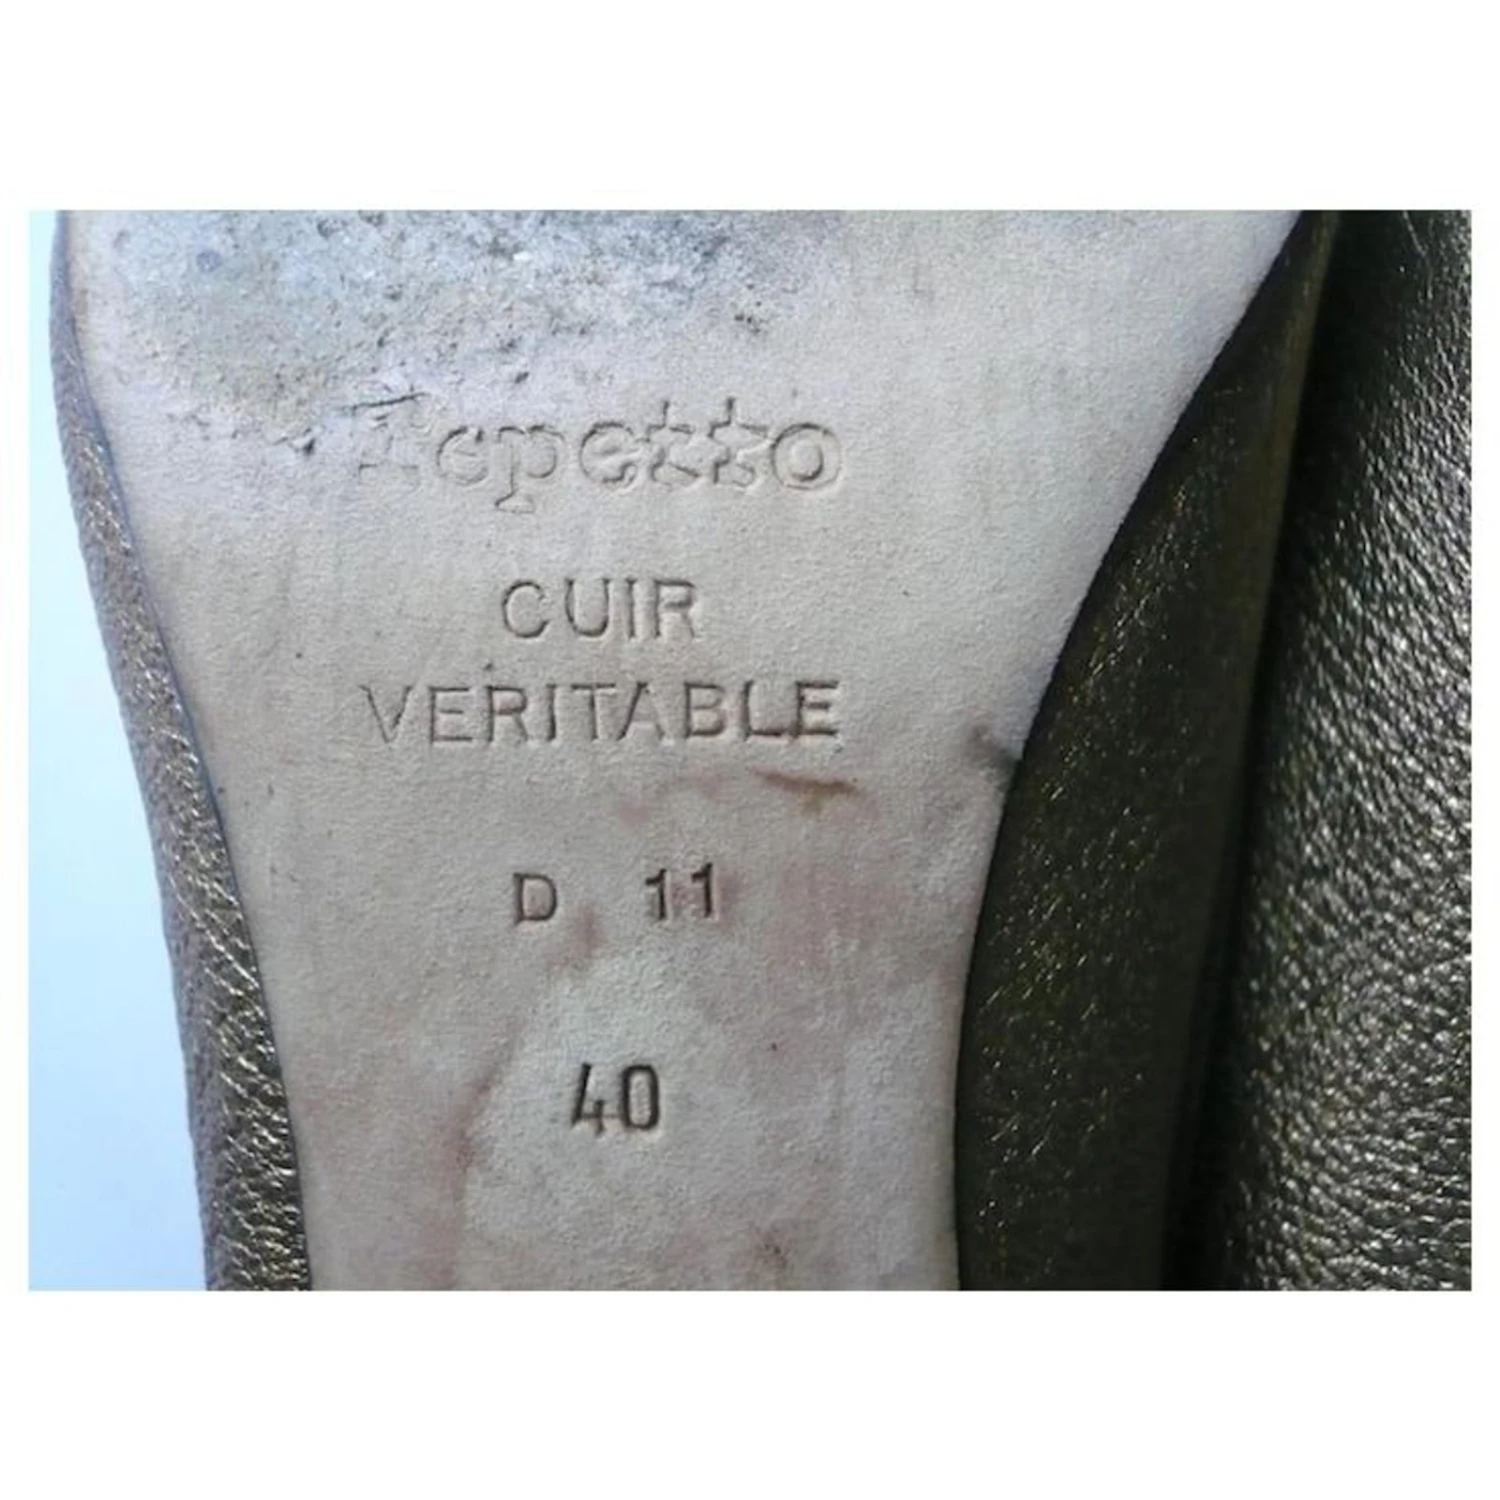 Repetto
CUIR
VERITABLE
D 11
40